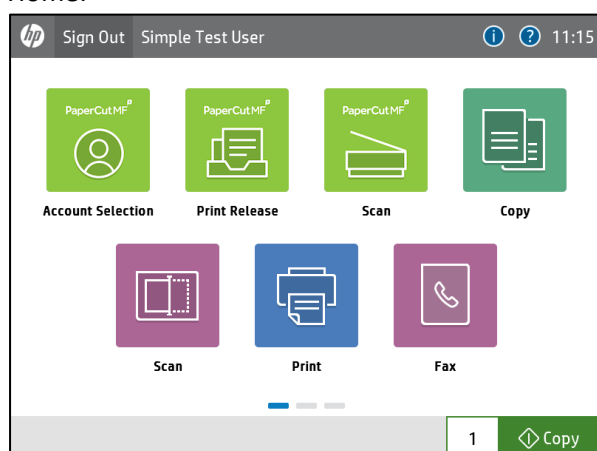 Home.
hp Sign Out Simple Test User i ? 11:15
PaperCut MF PaperCut MF PaperCut MF
Account Selection Print Release Scan Copy
Scan Print Fax
1 Copy